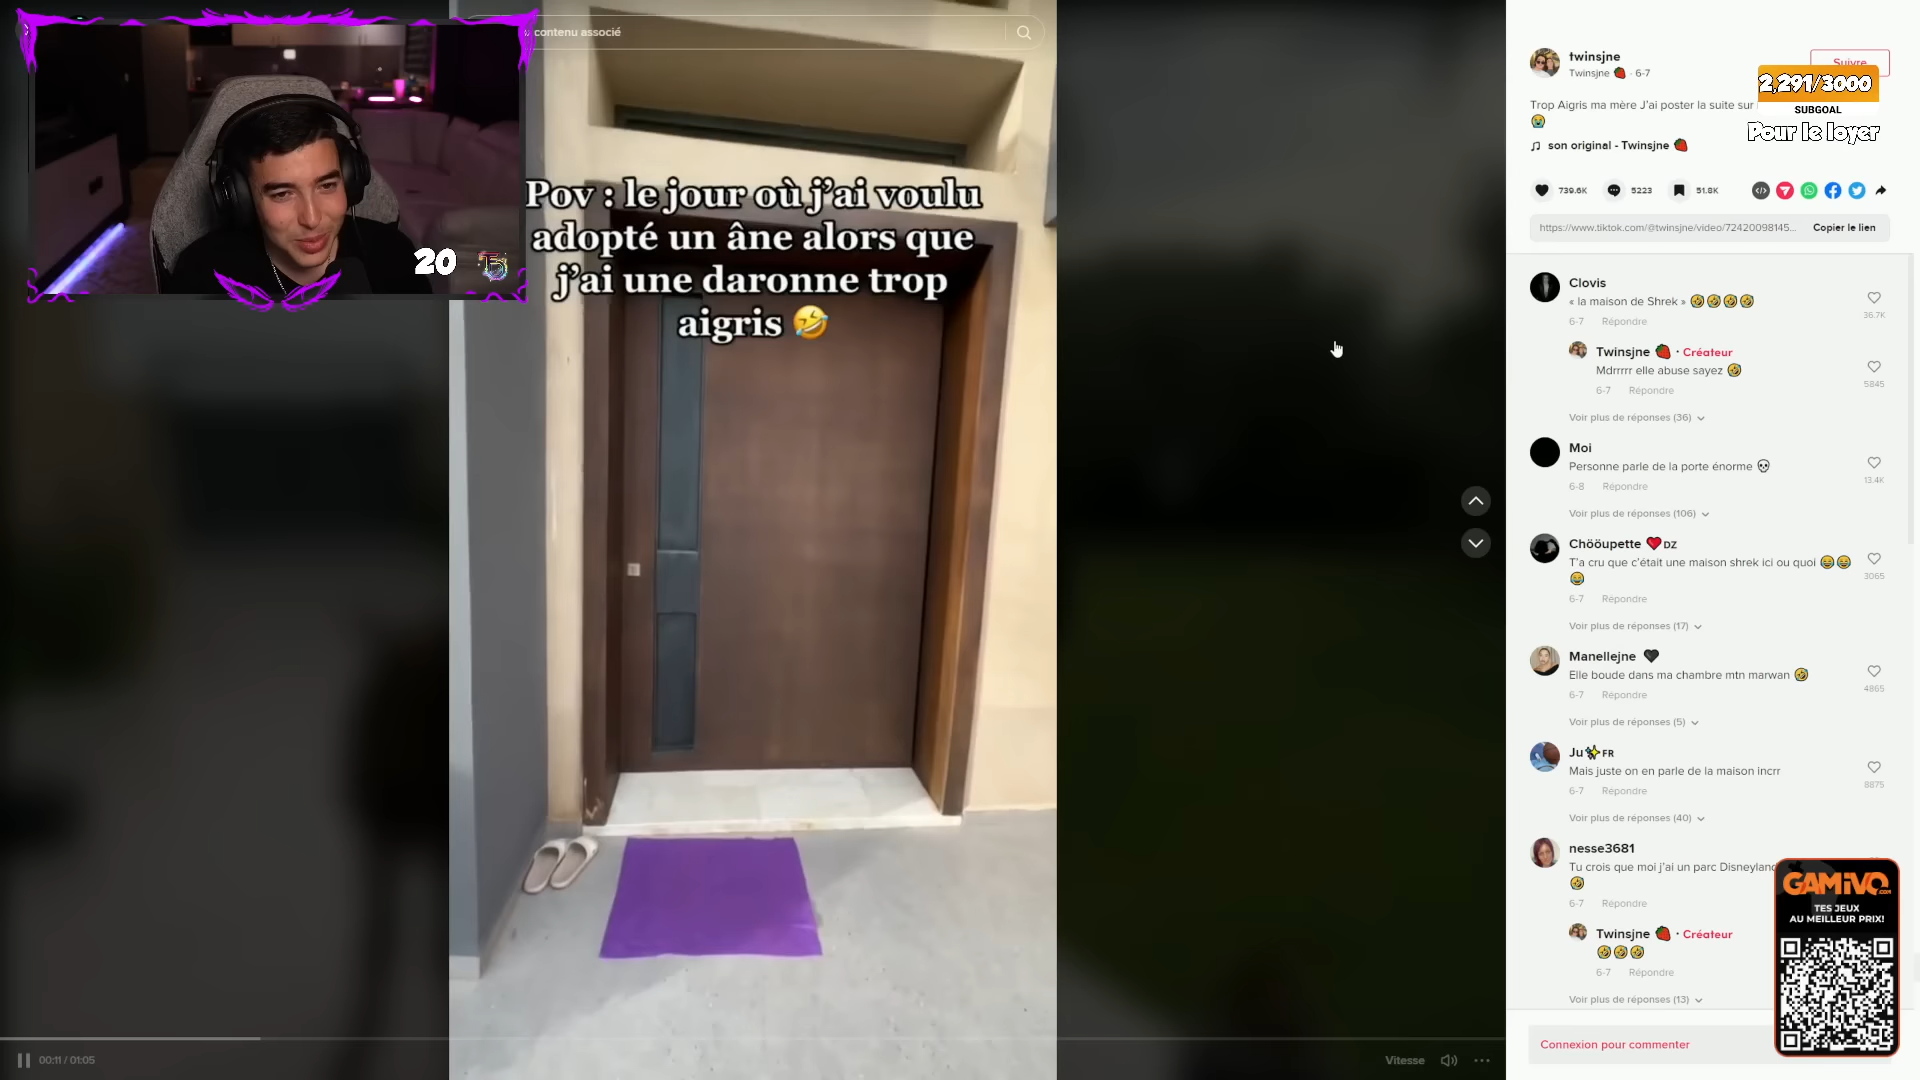 contenu associé
20
Pov : le jour où j'ai voulu
adopté un âne alors que
j'ai une daronne trop
aigris 🤣
00:11 / 01:05
Vitesse
twinsjne
Twinsjne 🍓 · 6-7
Suivre
2,291/3000
SUBGOAL
Pour le loyer
Trop Aigris ma mère J'ai poster la suite sur
😭
son original - Twinsjne 🍓
739.6K
5223
51.8K
https://www.tiktok.com/@twinsjne/video/72420098145...
Copier le lien
Clovis
« la maison de Shrek » 🤣🤣🤣🤣
36.7K
6-7 Répondre
Twinsjne 🍓 · Créateur
Mdrrrrr elle abuse sayez 🤣
5845
6-7 Répondre
Voir plus de réponses (36)
Moi
Personne parle de la porte énorme 💀
13.4K
6-8 Répondre
Voir plus de réponses (106)
Chööupette ❤️ DZ
T'a cru que c'était une maison shrek ici ou quoi 😂😂
😂
3065
6-7 Répondre
Voir plus de réponses (17)
Manellejne 🖤
Elle boude dans ma chambre mtn marwan 🤣
4865
6-7 Répondre
Voir plus de réponses (5)
Ju✨FR
Mais juste on en parle de la maison incrr
8875
6-7 Répondre
Voir plus de réponses (40)
nesse3681
Tu crois que moi j'ai un parc Disneyland
🤣
6-7 Répondre
Twinsjne 🍓 · Créateur
🤣🤣🤣
6-7 Répondre
Voir plus de réponses (13)
Connexion pour commenter
GAMIVO.COM
TES JEUX
AU MEILLEUR PRIX!